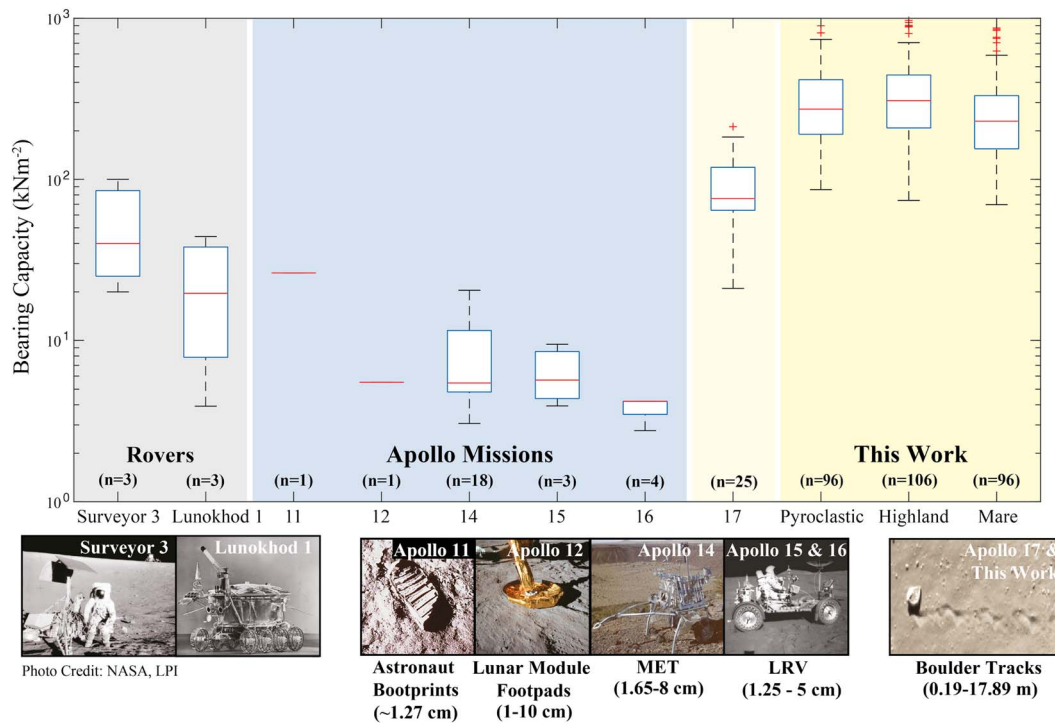 10³
10²
10¹
10⁰
Bearing Capacity (kNm⁻²)
Rovers
Apollo Missions
This Work
(n=3)
(n=3)
(n=1)
(n=1)
(n=18)
(n=3)
(n=4)
(n=25)
(n=96)
(n=106)
(n=96)
Surveyor 3
Lunokhod 1
11
12
14
15
16
17
Pyroclastic
Highland
Mare
Surveyor 3
Lunokhod 1
Apollo 11
Apollo 12
Apollo 14
Apollo 15 & 16
Apollo 17 &
This Work
Photo Credit: NASA, LPI
Astronaut
Bootprints
(~1.27 cm)
Lunar Module
Footpads
(1-10 cm)
MET
(1.65-8 cm)
LRV
(1.25 - 5 cm)
Boulder Tracks
(0.19-17.89 m)